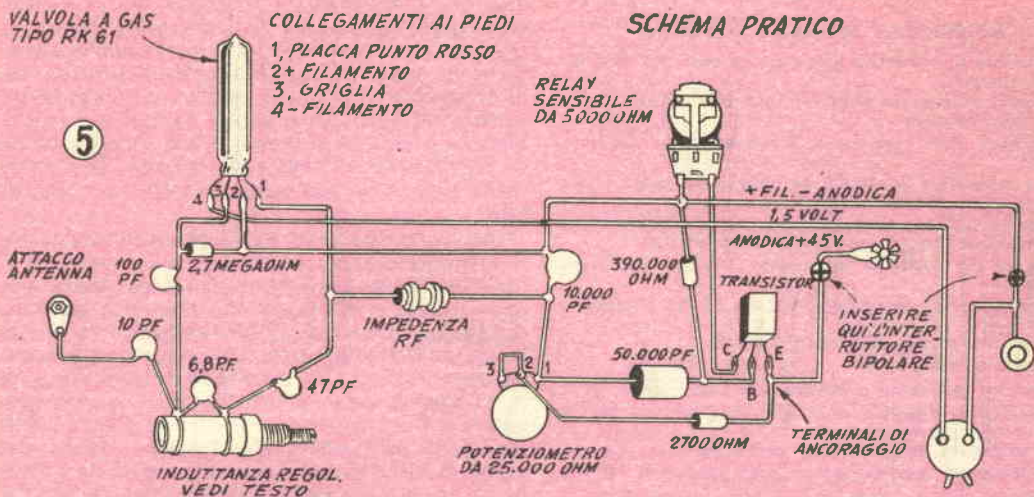 VALVOLA A GAS
TIPO RK 61
COLLEGAMENTI AI PIEDI
1, PLACCA PUNTO ROSSO
2+ FILAMENTO
3, GRIGLIA
4- FILAMENTO
SCHEMA PRATICO
RELAY
SENSIBILE
DA 5000 OHM
5
4 3 2 1
+ FIL. - ANODICA
1,5 VOLT
ANODICA + 45 V.
ATTACCO
ANTENNA
100
PF
2,7 MEGAOHM
10 PF
6,8 P.F.
47 PF
IMPEDENZA
RF
10.000
PF
390.000
OHM
TRANSISTOR
C E
B
INSERIRE
QUI L'INTER
RUTTORE
BIPOLARE
50.000 PF
3 2 1
2700 OHM
TERMINALI DI
ANCORAGGIO
POTENZIOMETRO
DA 25.000 OHM
INDUTTANZA REGOL.
VEDI TESTO